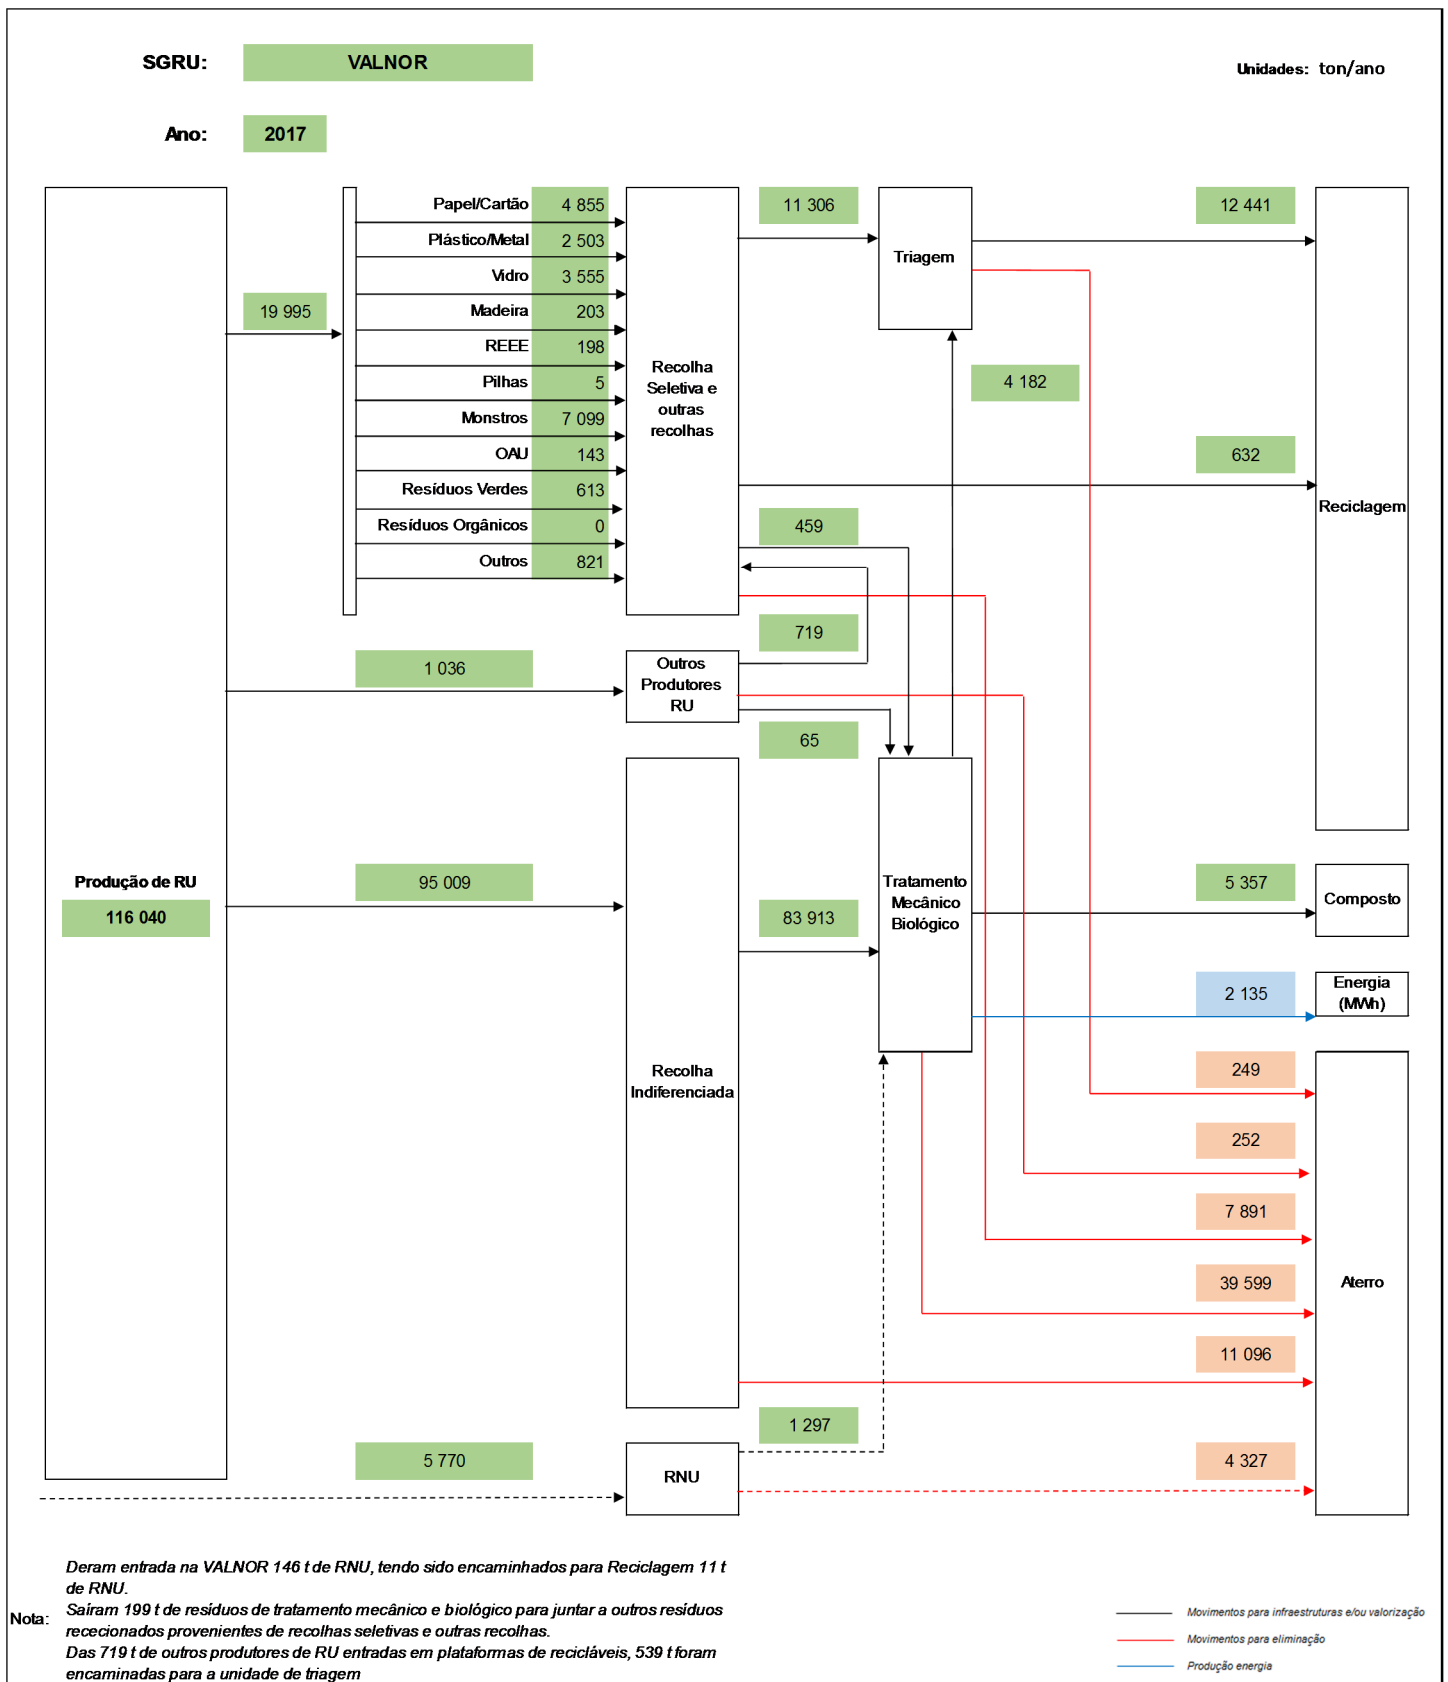 SGRU: VALNOR
Unidades: ton/ano
Ano: 2017
Papel/Cartão 4 855
Plástico/Metal 2 503
Vidro 3 555
Madeira 203
REEE 198
Pilhas 5
Monstros 7 099
OAU 143
Resíduos Verdes 613
Resíduos Orgânicos 0
Outros 821
19 995
Recolha
Seletiva e
outras
recolhas
11 306
Triagem
12 441
4 182
632
Reciclagem
459
719
1 036
Outros
Produtores
RU
65
Produção de RU
116 040
95 009
Recolha
Indiferenciada
83 913
Tratamento
Mecânico
Biológico
5 357
Composto
2 135
Energia
(MWh)
249
252
7 891
39 599
11 096
Aterro
1 297
5 770
RNU
4 327
Nota:
Deram entrada na VALNOR 146 t de RNU, tendo sido encaminhados para Reciclagem 11 t
de RNU.
Saíram 199 t de resíduos de tratamento mecânico e biológico para juntar a outros resíduos
rececionados provenientes de recolhas seletivas e outras recolhas.
Das 719 t de outros produtores de RU entradas em plataformas de recicláveis, 539 t foram
encaminadas para a unidade de triagem
Movimentos para infraestruturas e/ou valorização
Movimentos para eliminação
Produção energia